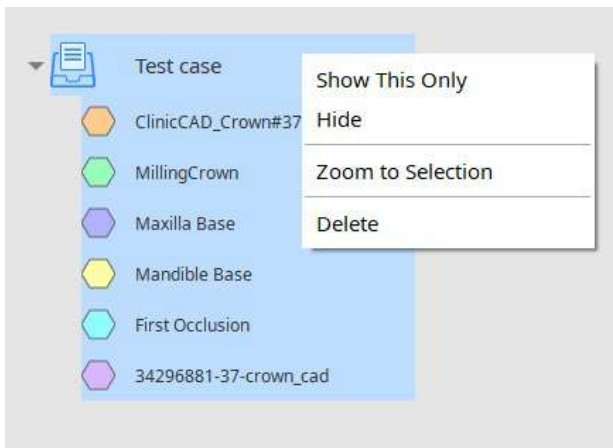 Test case
Show This Only
ClinicCAD_Crown#37
Hide
MillingCrown
Zoom to Selection
Maxilla Base
Delete
Mandible Base
First Occlusion
34296881-37-crown_cad